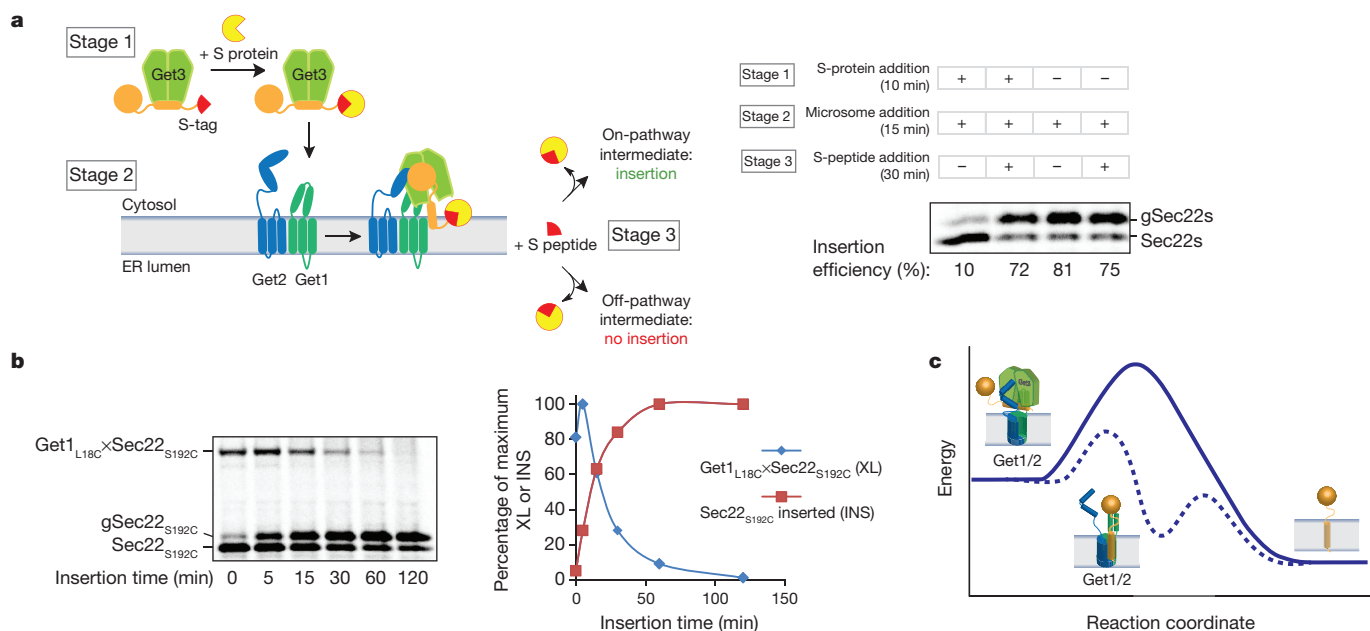 a
Stage 1
+ S protein
Get3
Get3
S-tag
Stage 2
Cytosol
ER lumen
Get2
Get1
On-pathway
intermediate:
insertion
+ S peptide
Stage 3
Off-pathway
intermediate:
no insertion
Stage 1
S-protein addition
(10 min)
+ + – –
Stage 2
Microsome addition
(15 min)
+ + + +
Stage 3
S-peptide addition
(30 min)
– + – +
gSec22s
Sec22s
Insertion
efficiency (%): 10 72 81 75
b
Get1L18C×Sec22S192C
gSec22S192C
Sec22S192C
Insertion time (min) 0 5 15 30 60 120
Percentage of maximum
XL or INS
100
80
60
40
20
0
0 50 100 150
Insertion time (min)
Get1L18C×Sec22S192C (XL)
Sec22S192C inserted (INS)
c
Energy
Get3
Get1/2
Get1/2
Reaction coordinate